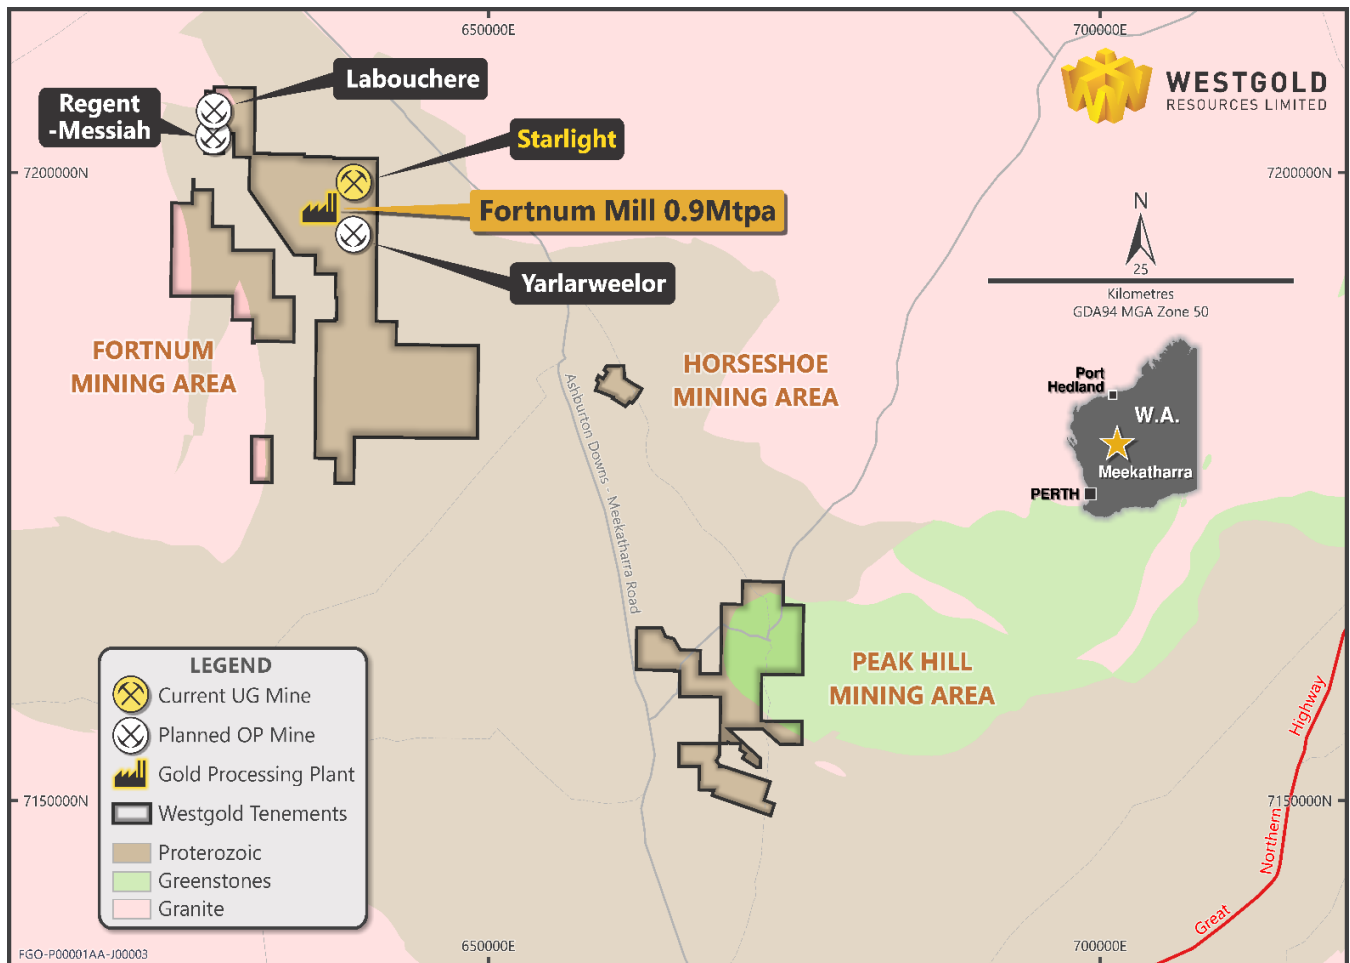 650000E
700000E
WESTGOLD
RESOURCES LIMITED
Labouchere
Regent
-Messiah
Starlight
7200000N
7200000N
Fortnum Mill 0.9Mtpa
N
25
Kilometres
GDA94 MGA Zone 50
Yarlarweelor
FORTNUM
MINING AREA
HORSESHOE
MINING AREA
Port
Hedland
W.A.
Meekatharra
PERTH
Ashburton Downs - Meekatharra Road
PEAK HILL
MINING AREA
LEGEND
Current UG Mine
Planned OP Mine
Gold Processing Plant
Westgold Tenements
Proterozoic
Greenstones
Granite
7150000N
7150000N
Great Northern Highway
650000E
700000E
FGO-P00001AA-J00003